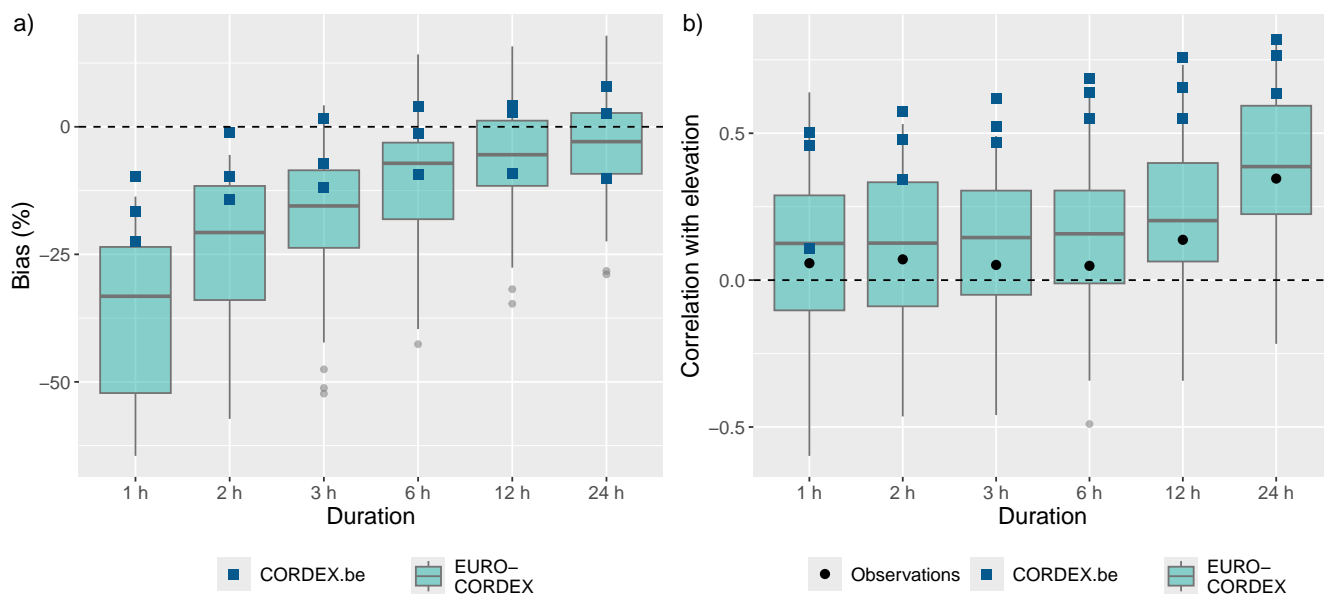 a)
Bias (%)
0
−25
−50
1 h 2 h 3 h 6 h 12 h 24 h
Duration
CORDEX.be
EURO−
CORDEX
b)
Correlation with elevation
0.5
0.0
−0.5
1 h 2 h 3 h 6 h 12 h 24 h
Duration
Observations
CORDEX.be
EURO−
CORDEX